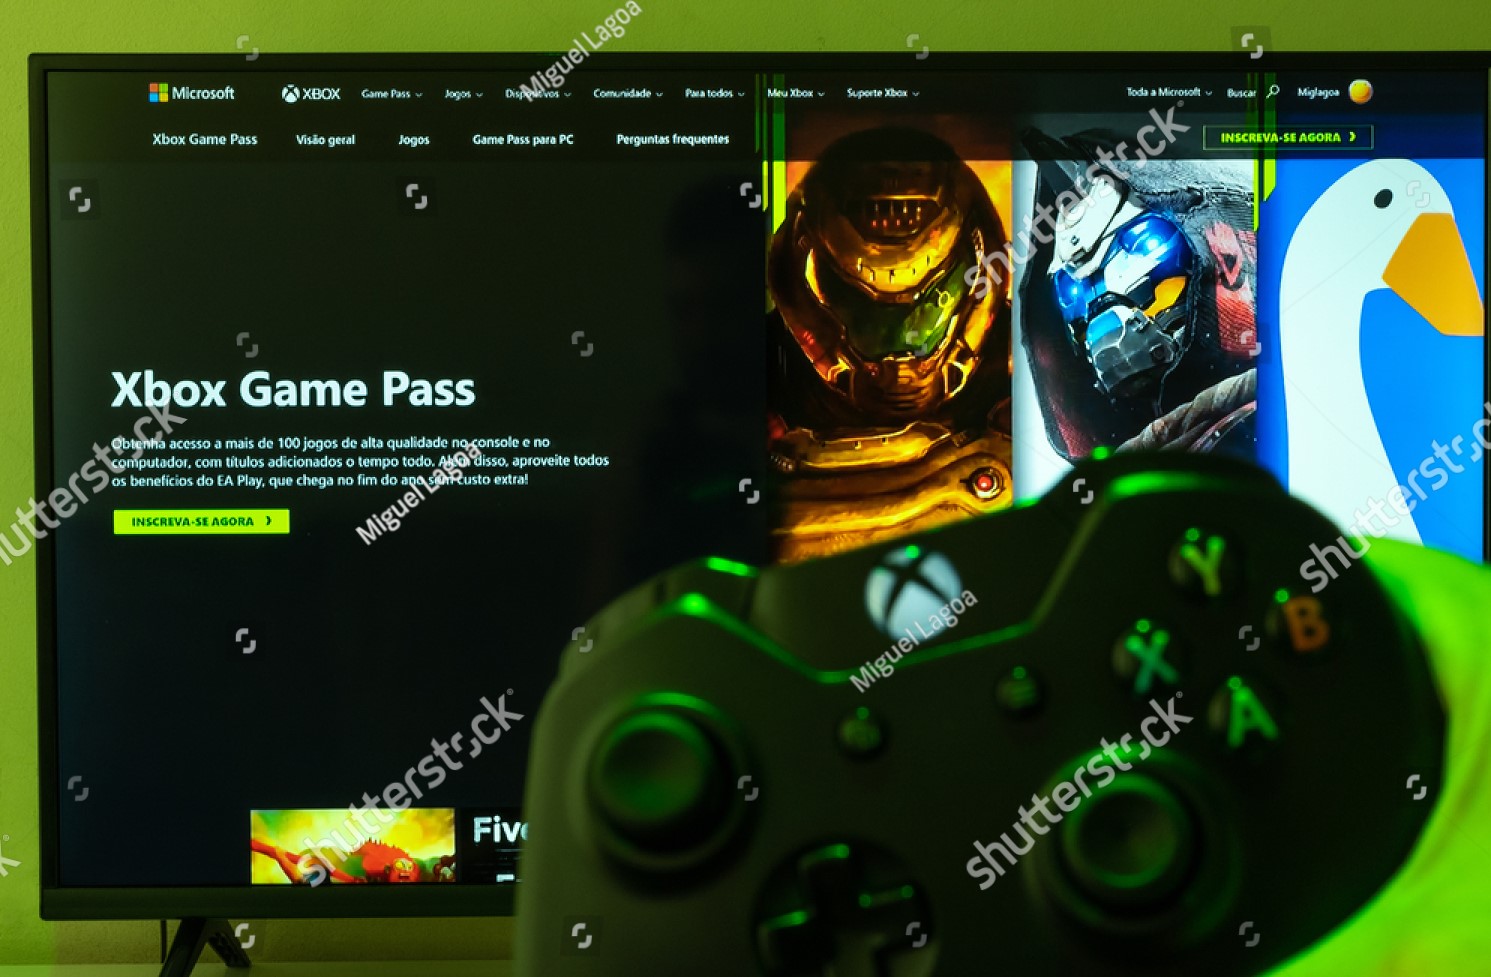 Microsoft XBOX Game Pass Jogos Dispositivos Comunidade Para todos Meu Xbox Suporte Xbox Toda a Microsoft Buscar Miglagoa
Xbox Game Pass Visão geral Jogos Game Pass para PC Perguntas frequentes INSCREVA-SE AGORA
Xbox Game Pass
Obtenha acesso a mais de 100 jogos de alta qualidade no console e no
computador, com títulos adicionados o tempo todo. Além disso, aproveite todos
os benefícios do EA Play, que chega no fim do ano sem custo extra!
INSCREVA-SE AGORA
Five
Y
B
X
A
Miguel Lagoa
Miguel Lagoa
Miguel Lagoa
shutterstock
shutterstock
shutterstock
shutterstock
shutterstock